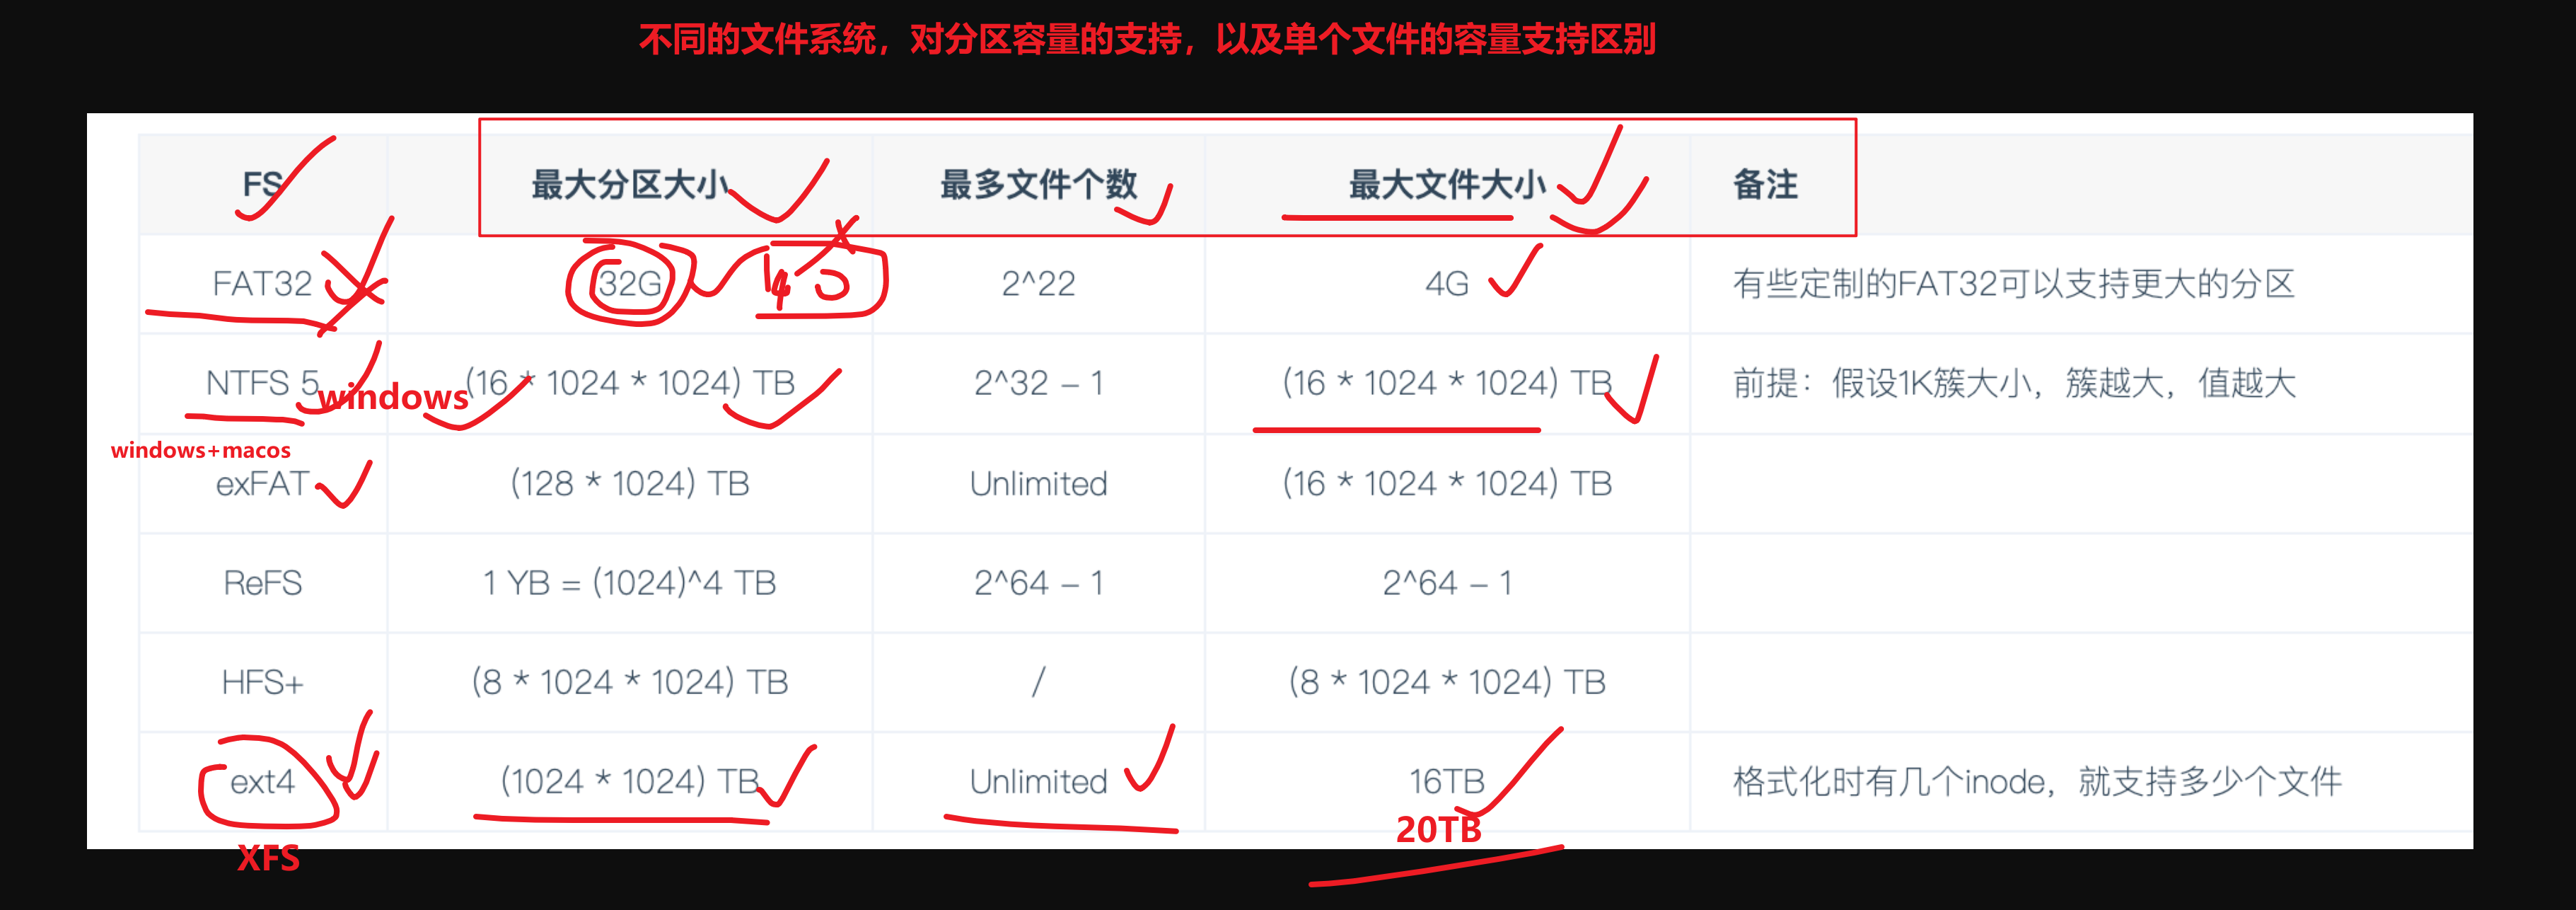 不同的文件系统，对分区容量的支持，以及单个文件的容量支持区别
FS 最大分区大小 最多文件个数 最大文件大小 备注
FAT32 32G 40 2^22 4G 有些定制的FAT32可以支持更大的分区
NTFS 5 windows (16 * 1024 * 1024) TB 2^32 – 1 (16 * 1024 * 1024) TB 前提：假设1K簇大小，簇越大，值越大
windows+macos
exFAT (128 * 1024) TB Unlimited (16 * 1024 * 1024) TB
ReFS 1 YB = (1024)^4 TB 2^64 – 1 2^64 – 1
HFS+ (8 * 1024 * 1024) TB / (8 * 1024 * 1024) TB
ext4 (1024 * 1024) TB Unlimited 16TB 格式化时有几个inode，就支持多少个文件
20TB
XFS